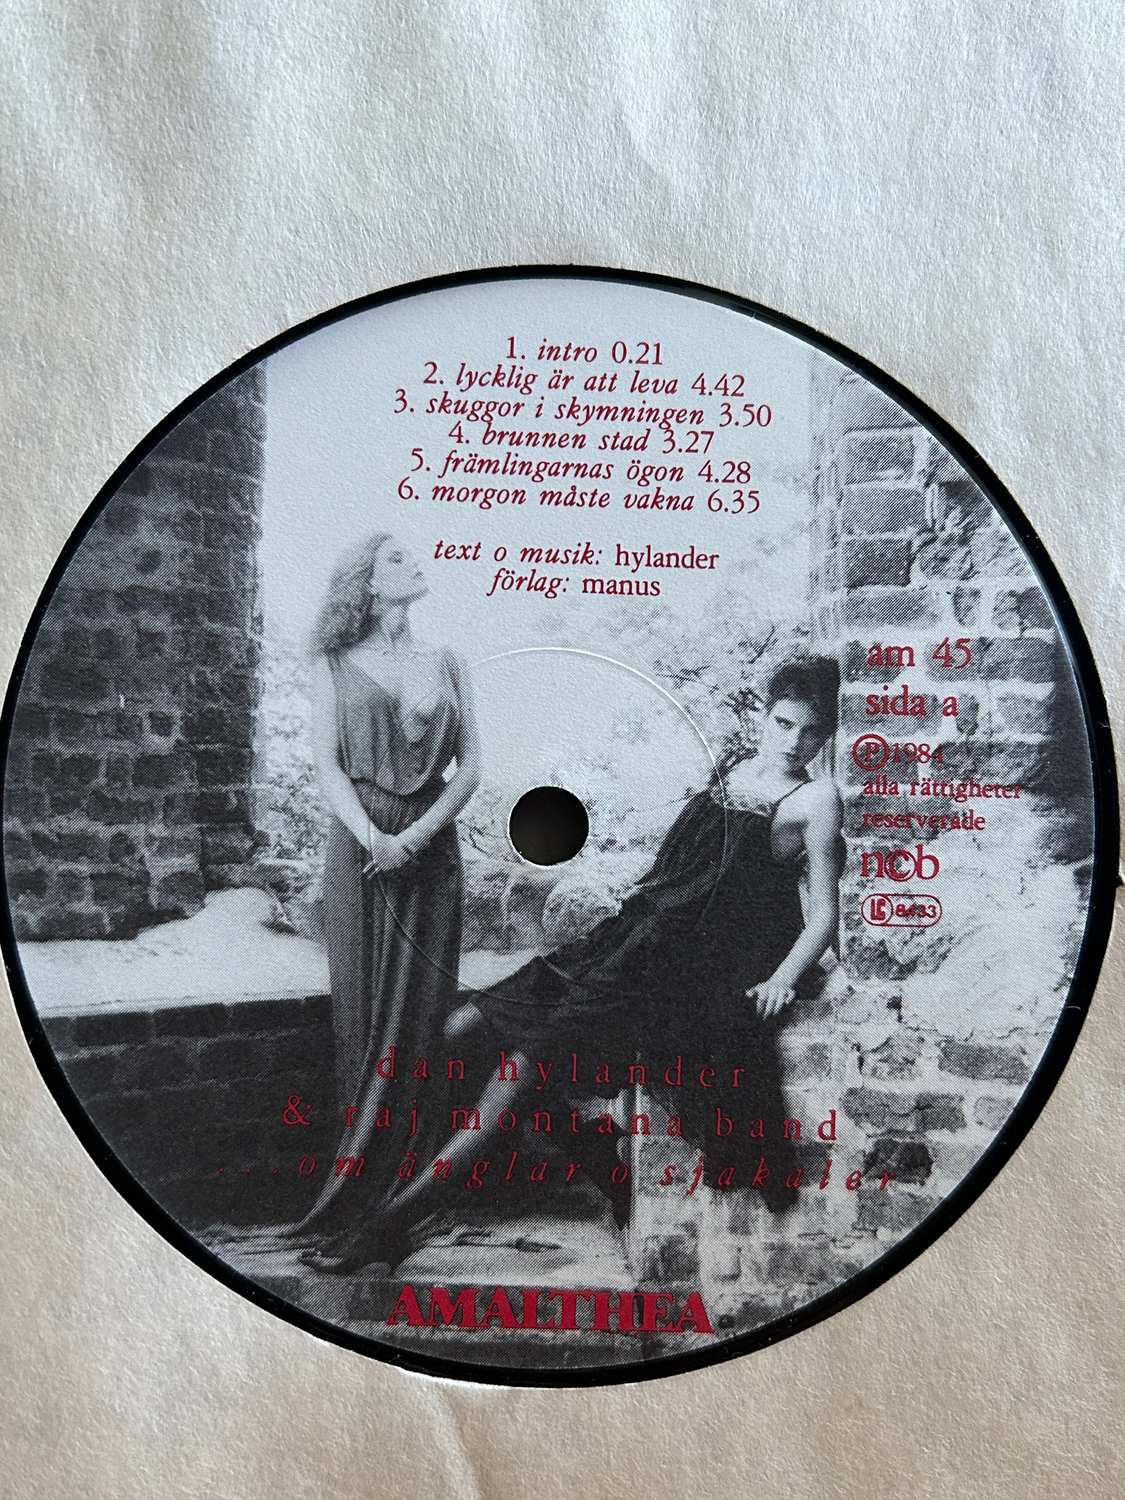 1. intro 0.21
2. lycklig är att leva 4.42
3. skuggor i skymningen 3.50
4. brunnen stad 3.27
5. främlingarnas ögon 4.28
6. morgon måste vakna 6.35
text o musik: hylander
förlag: manus
am 45
sida a
Ⓟ 1984
alla rättigheter
reserverade
n©b
LC 8433
dan hylander
& raj montana band
...om änglar o sjakaler
AMALTHEA